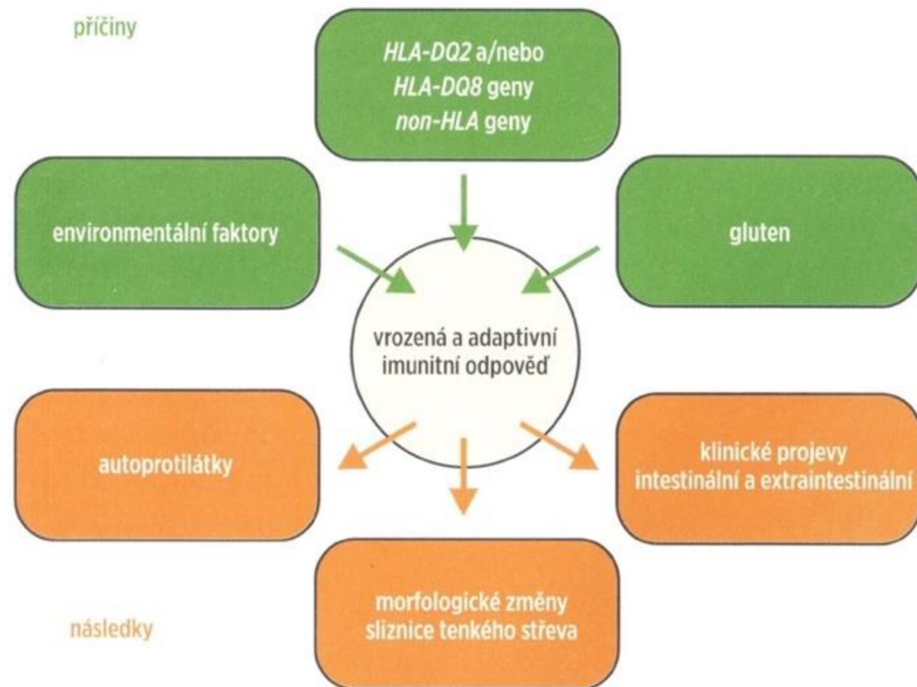 příčiny
HLA-DQ2 a/nebo
HLA-DQ8 geny
non-HLA geny
environmentální faktory
gluten
vrozená a adaptivní
imunitní odpověď
autoprotilátky
klinické projevy
intestinální a extraintestinální
morfologické změny
sliznice tenkého střeva
následky